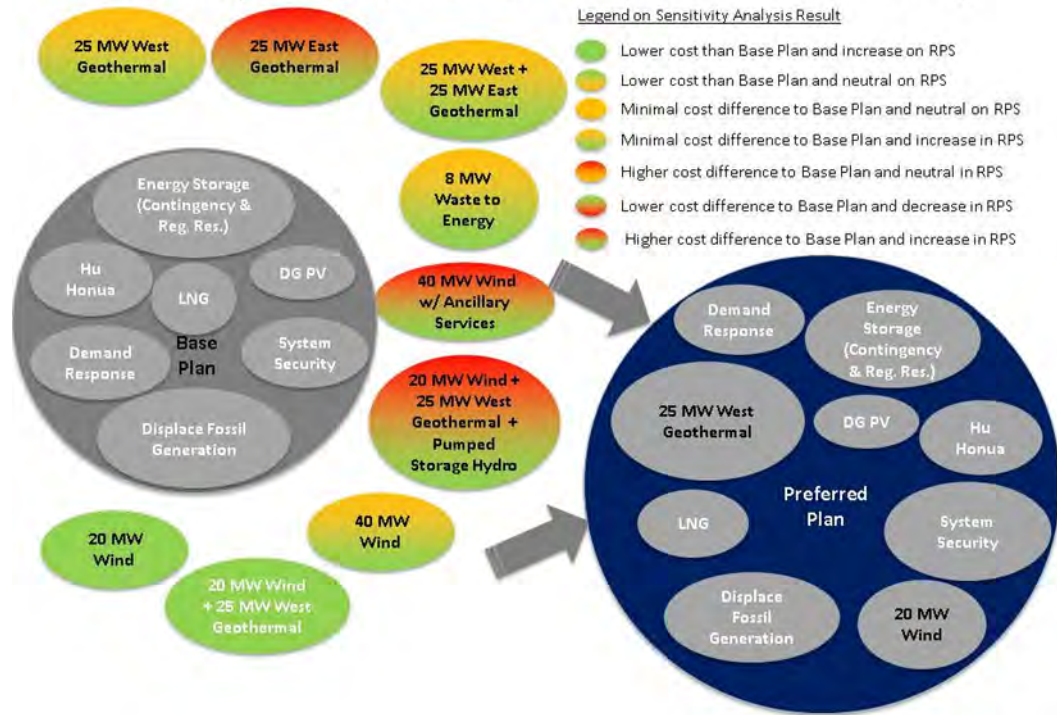 Legend on Sensitivity Analysis Result
Lower cost than Base Plan and increase on RPS
Lower cost than Base Plan and neutral on RPS
Minimal cost difference to Base Plan and neutral on RPS
Minimal cost difference to Base Plan and increase in RPS
Higher cost difference to Base Plan and neutral in RPS
Lower cost difference to Base Plan and decrease in RPS
Higher cost difference to Base Plan and increase in RPS
25 MW West
Geothermal
25 MW East
Geothermal
25 MW West +
25 MW East
Geothermal
8 MW
Waste to
Energy
40 MW Wind
w/ Ancillary
Services
20 MW Wind +
25 MW West
Geothermal +
Pumped
Storage Hydro
40 MW
Wind
20 MW
Wind
20 MW Wind
+ 25 MW West
Geothermal
Energy Storage
(Contingency &
Reg. Res.)
Hu
Honua
LNG
DG PV
Base
Plan
Demand
Response
System
Security
Displace Fossil
Generation
Demand
Response
Energy
Storage
(Contingency
& Reg. Res.)
25 MW West
Geothermal
DG PV
Hu
Honua
Preferred
Plan
LNG
System
Security
Displace
Fossil
Generation
20 MW
Wind